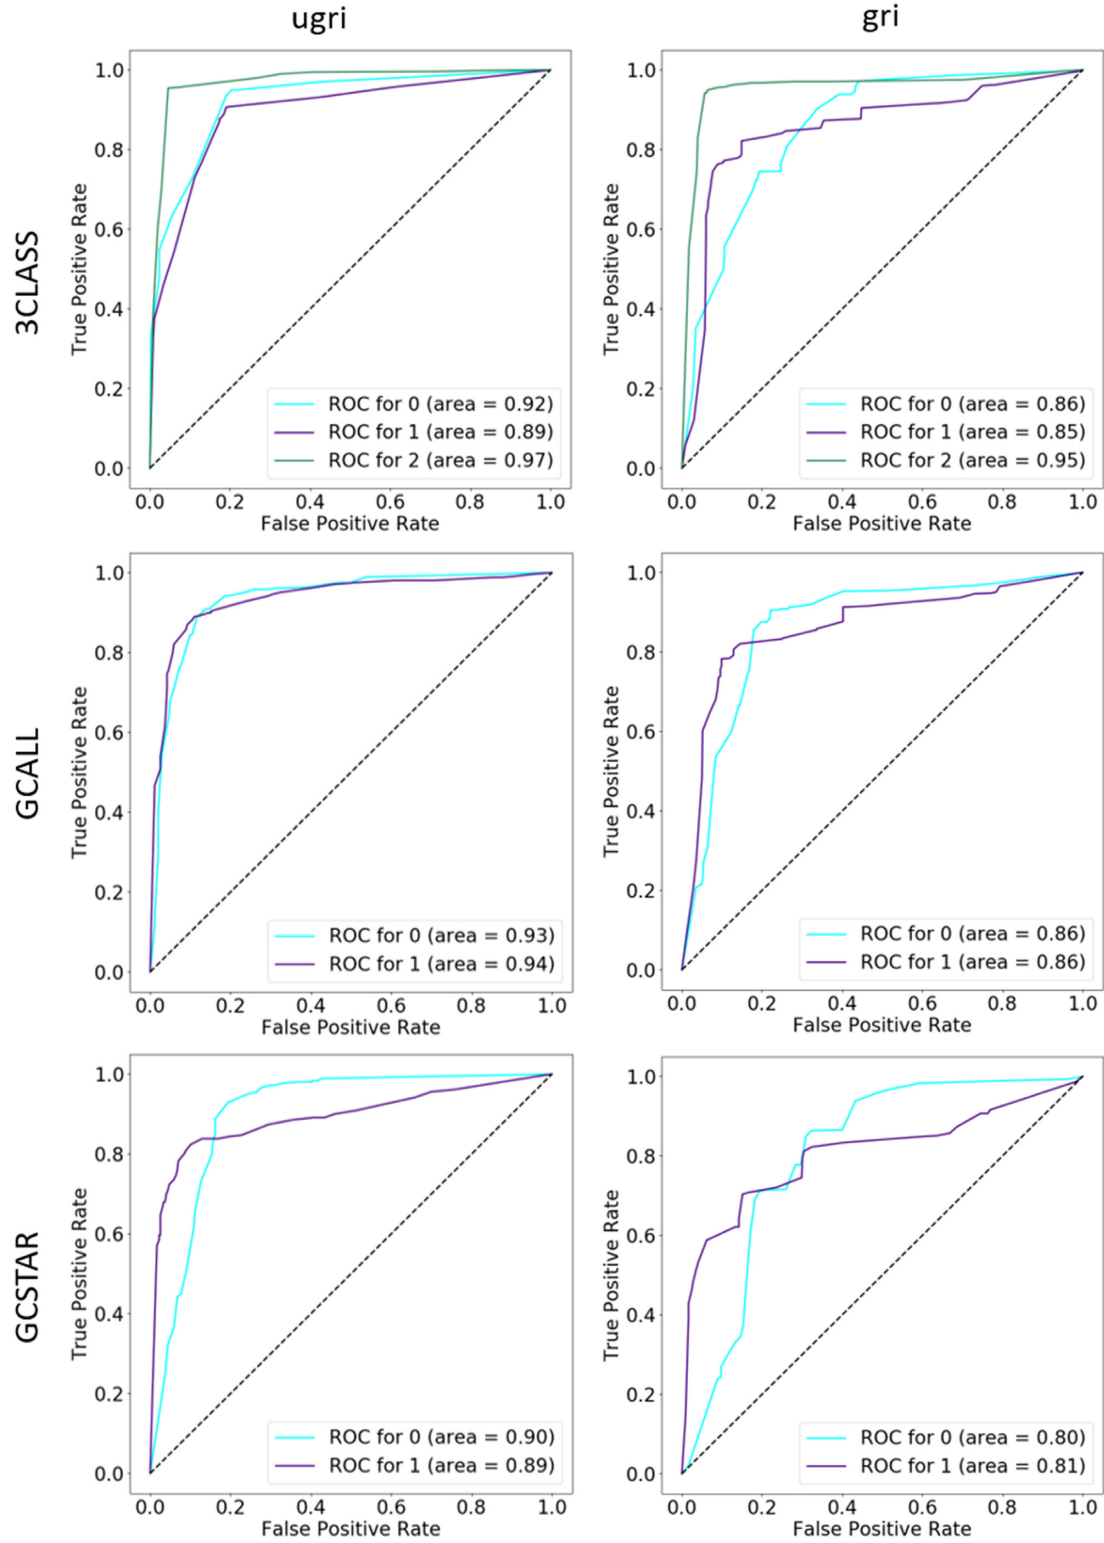 ugri
gri
3CLASS
True Positive Rate
1.0
0.8
0.6
0.4
0.2
0.0
ROC for 0 (area = 0.92)
ROC for 1 (area = 0.89)
ROC for 2 (area = 0.97)
0.0 0.2 0.4 0.6 0.8 1.0
False Positive Rate
True Positive Rate
1.0
0.8
0.6
0.4
0.2
0.0
ROC for 0 (area = 0.86)
ROC for 1 (area = 0.85)
ROC for 2 (area = 0.95)
0.0 0.2 0.4 0.6 0.8 1.0
False Positive Rate
GCALL
True Positive Rate
1.0
0.8
0.6
0.4
0.2
0.0
ROC for 0 (area = 0.93)
ROC for 1 (area = 0.94)
0.0 0.2 0.4 0.6 0.8 1.0
False Positive Rate
True Positive Rate
1.0
0.8
0.6
0.4
0.2
0.0
ROC for 0 (area = 0.86)
ROC for 1 (area = 0.86)
0.0 0.2 0.4 0.6 0.8 1.0
False Positive Rate
GCSTAR
True Positive Rate
1.0
0.8
0.6
0.4
0.2
0.0
ROC for 0 (area = 0.90)
ROC for 1 (area = 0.89)
0.0 0.2 0.4 0.6 0.8 1.0
False Positive Rate
True Positive Rate
1.0
0.8
0.6
0.4
0.2
0.0
ROC for 0 (area = 0.80)
ROC for 1 (area = 0.81)
0.0 0.2 0.4 0.6 0.8 1.0
False Positive Rate